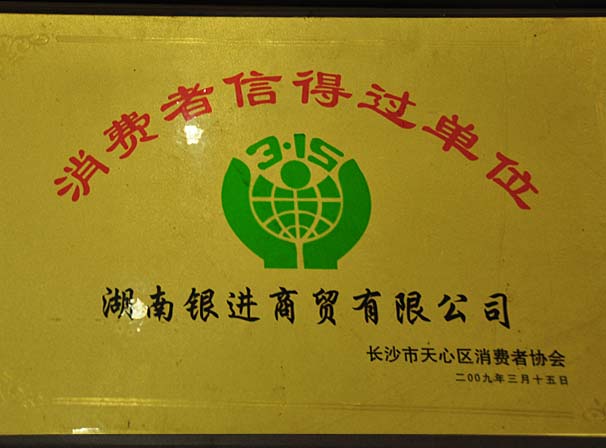 消费者信得过单位
3·15
湖南银进商贸有限公司
长沙市天心区消费者协会
二00九年三月十五日